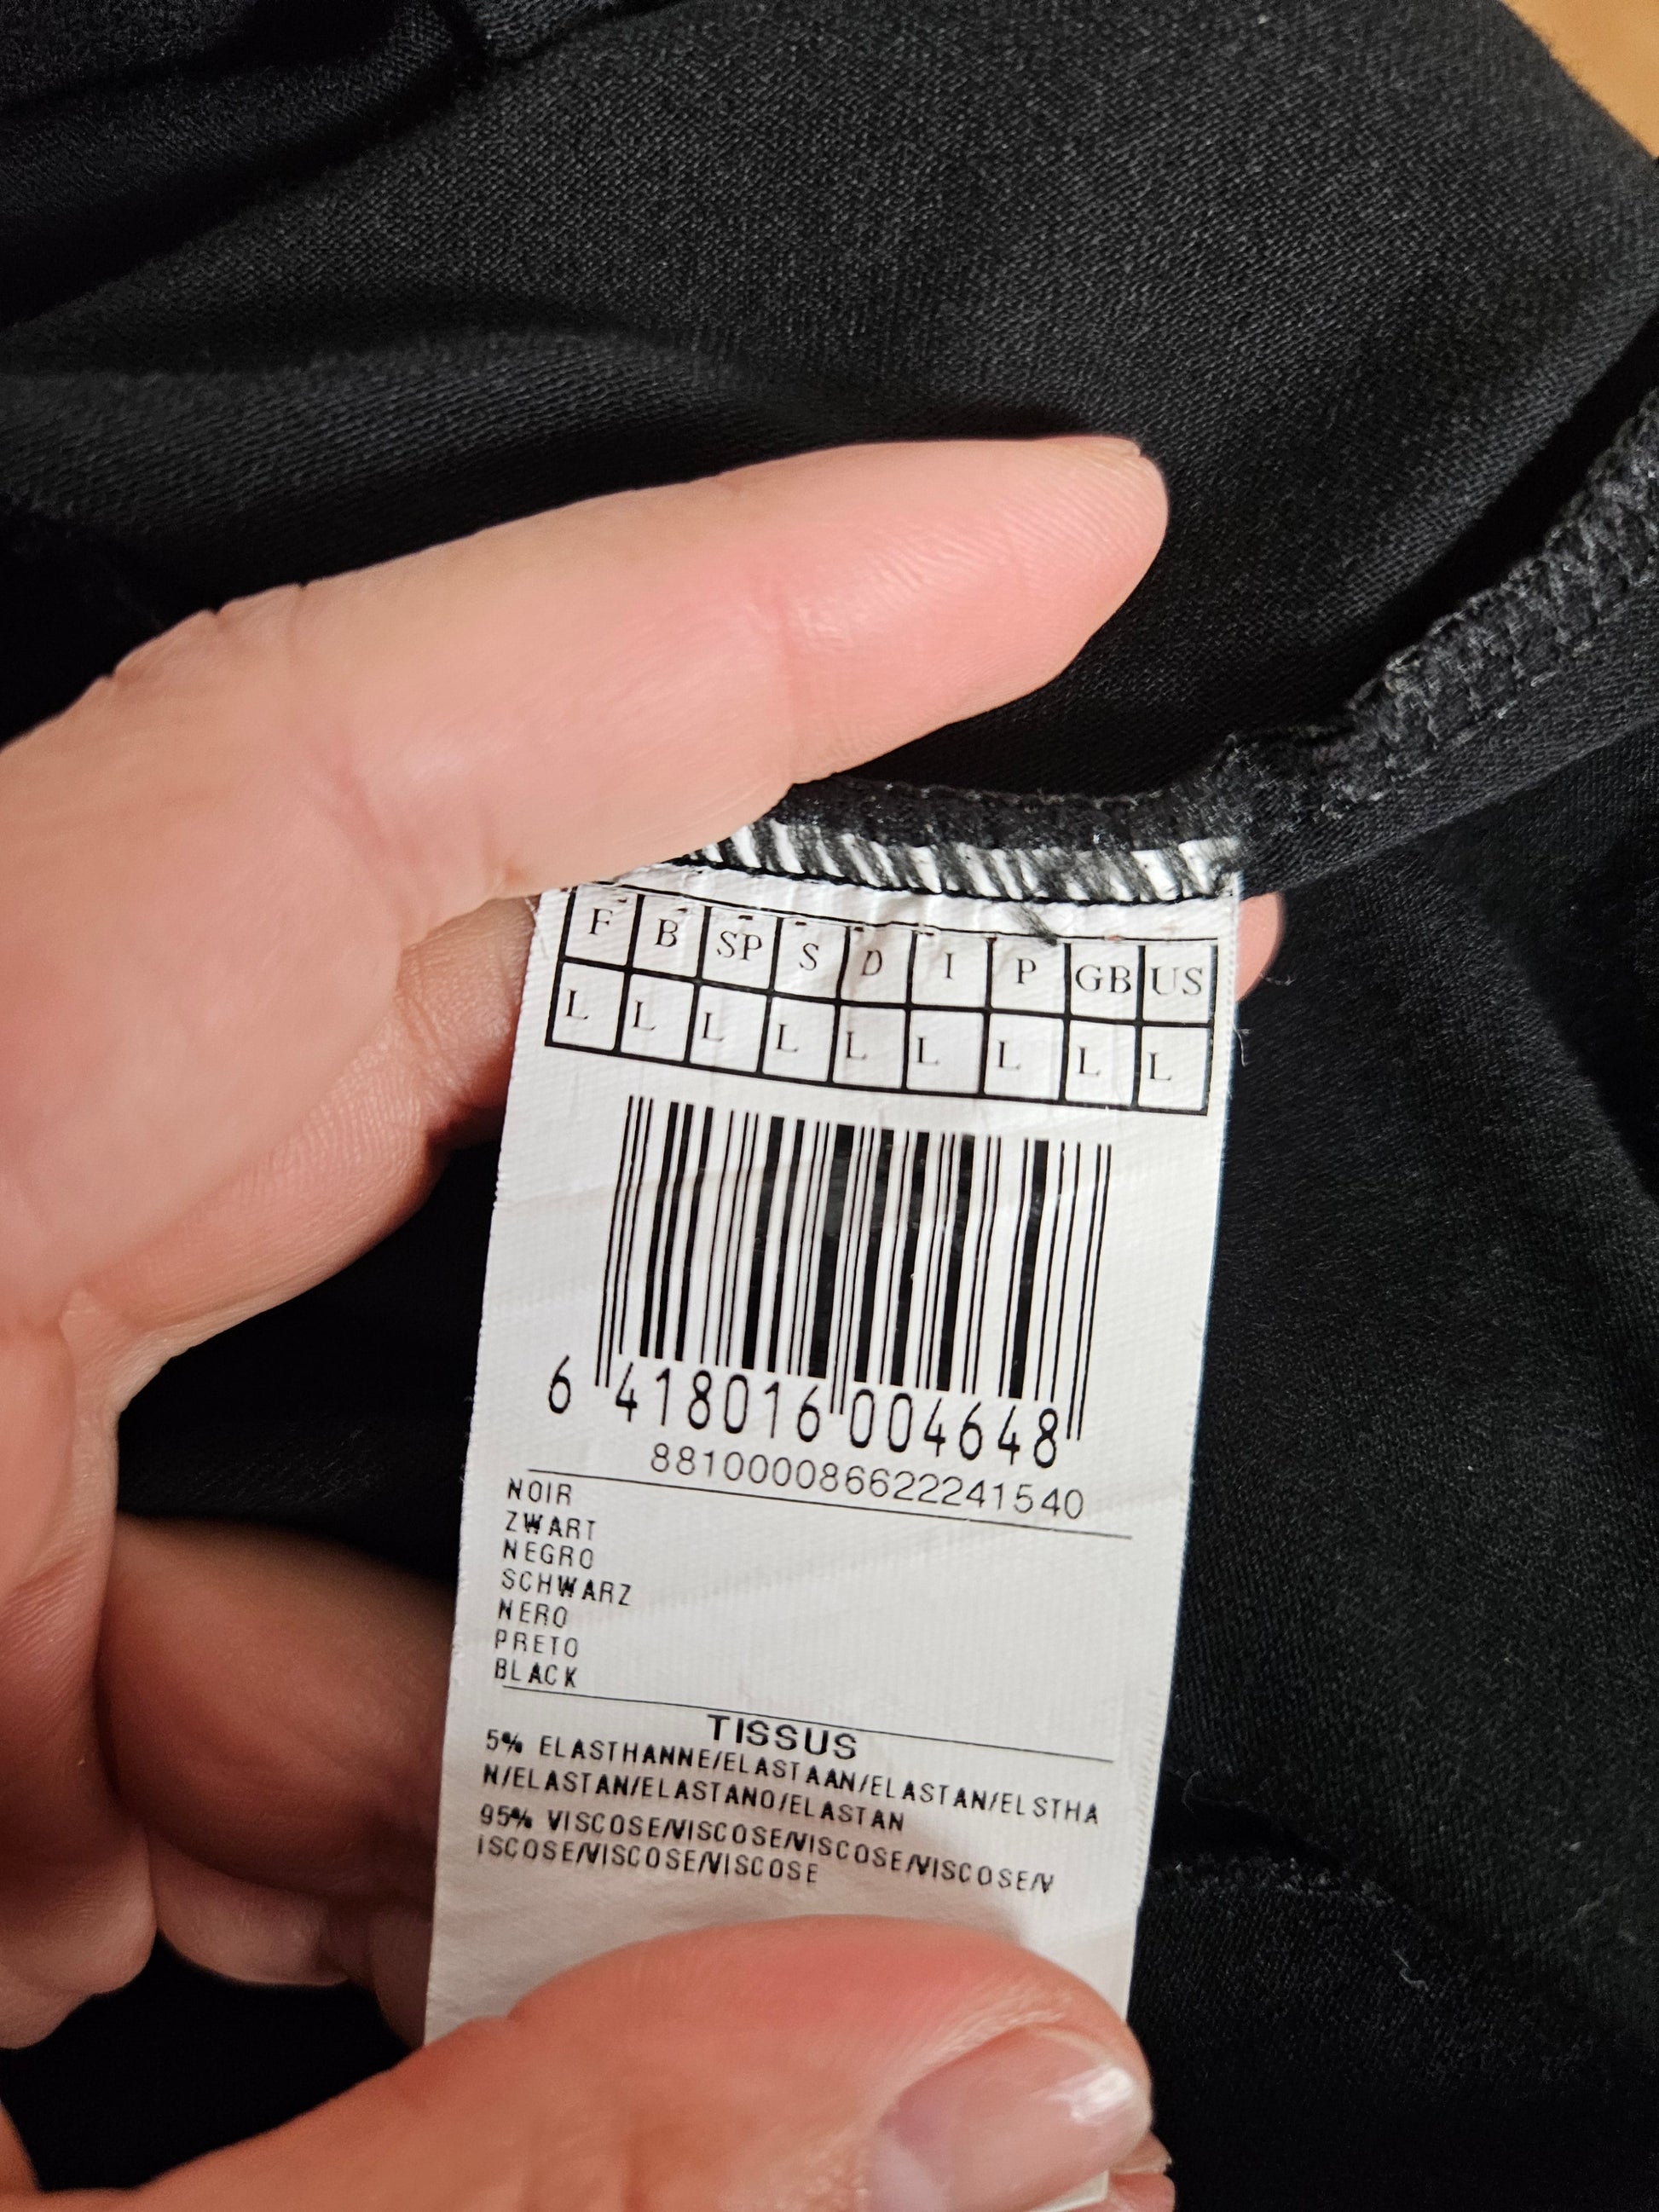 F B SP S D I P GB US
L L L L L L L L L
6 418016 004648
8810000866222241540
NOIR
ZWART
NEGRO
SCHWARZ
NERO
PRETO
BLACK
TISSUS
5% ELASTHANNE/ELASTAAN/ELASTAN/ELSTHA
N/ELASTAN/ELASTANO/ELASTAN
95% VISCOSE/VISCOSE/VISCOSE/VISCOSE/V
ISCOSE/VISCOSE/VISCOSE